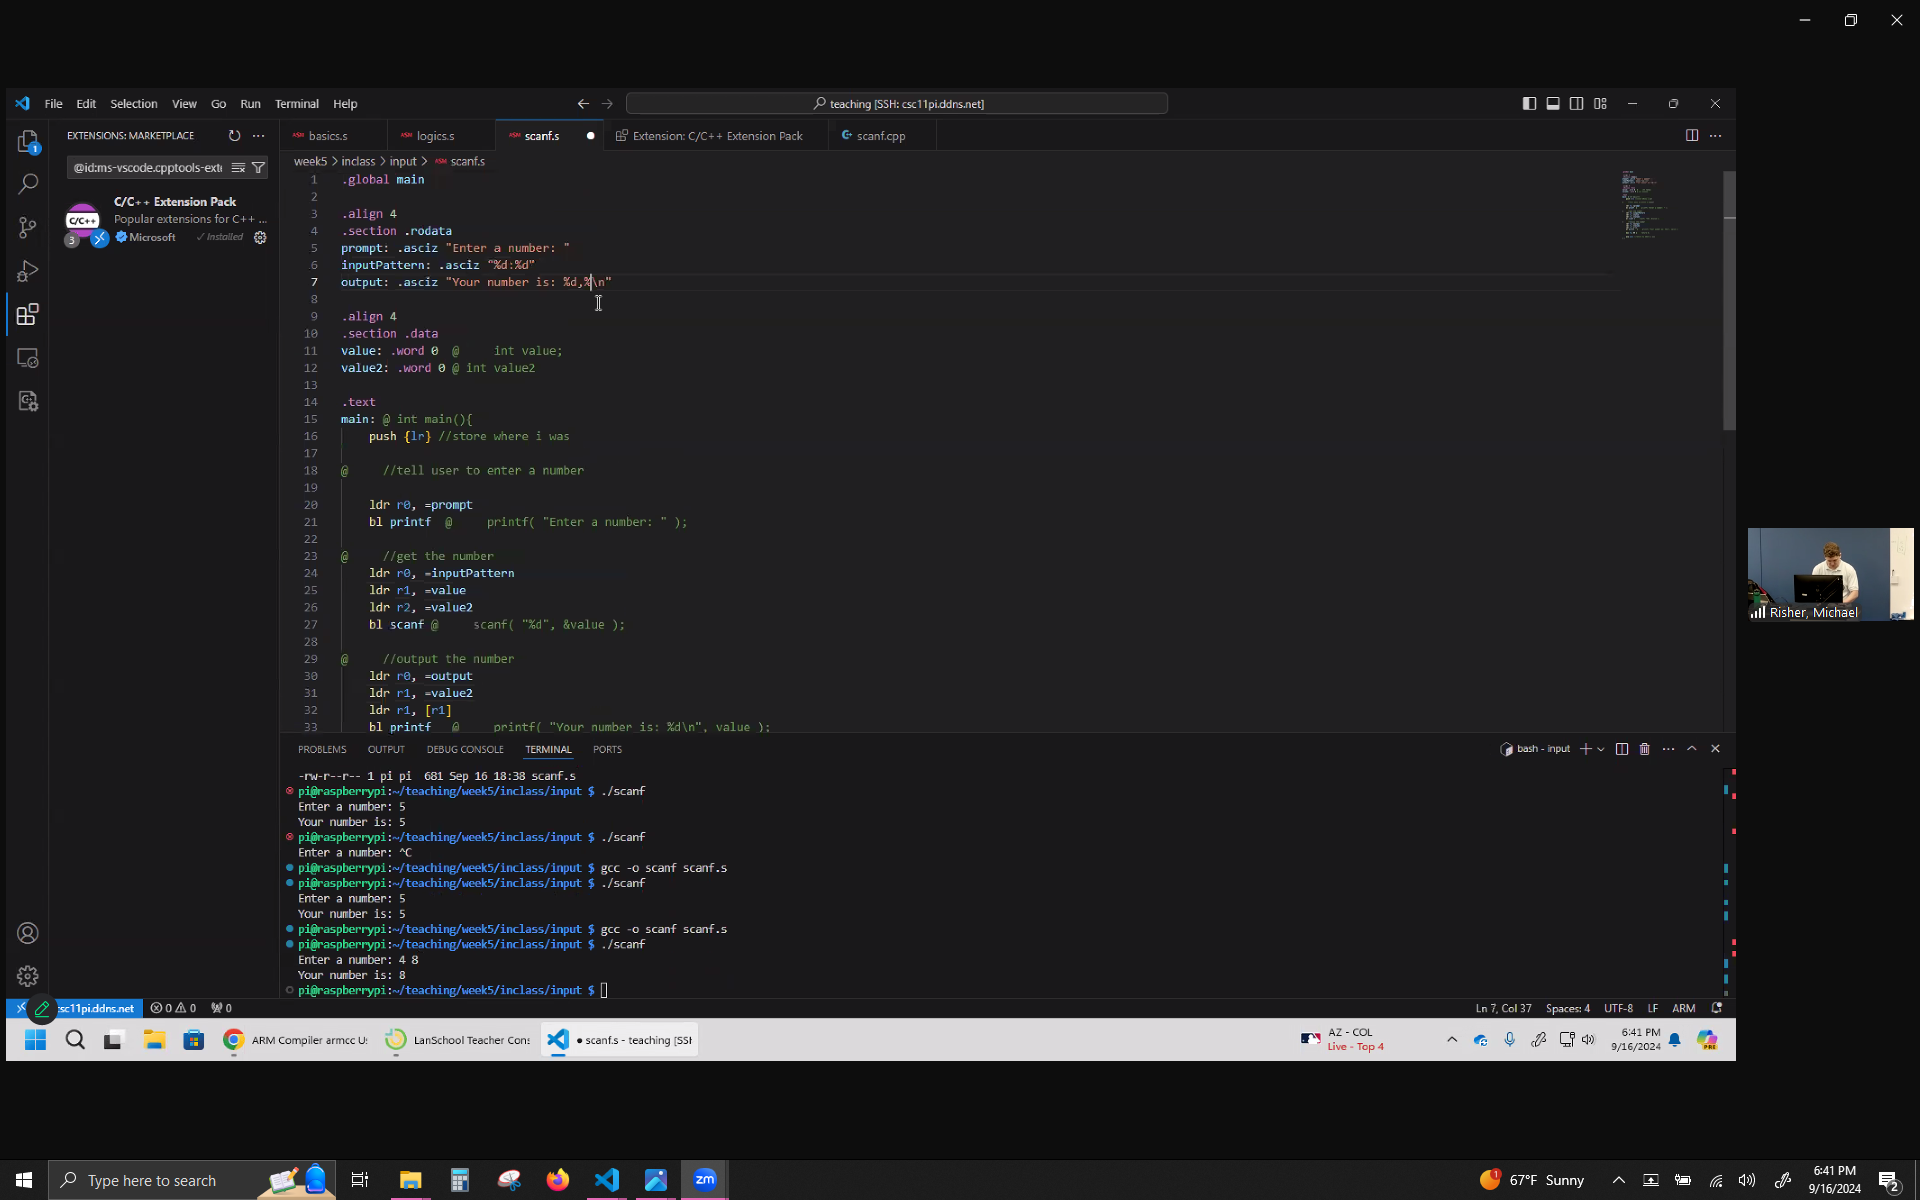 File Edit Selection View Go Run Terminal Help
teaching [SSH: csc11pi.ddns.net]
EXTENSIONS: MARKETPLACE
@id:ms-vscode.cpptools-exte
C/C++ Extension Pack
Popular extensions for C++ ...
Microsoft Installed
C/C++
3
1
basics.s logics.s scanf.s Extension: C/C++ Extension Pack scanf.cpp
week5 > inclass > input > scanf.s
1 .global main
2
3 .align 4
4 .section .rodata
5 prompt: .asciz "Enter a number: "
6 inputPattern: .asciz "%d:%d"
7 output: .asciz "Your number is: %d,%\n"
8
9 .align 4
10 .section .data
11 value: .word 0 @ int value;
12 value2: .word 0 @ int value2
13
14 .text
15 main: @ int main(){
16 push {lr} //store where i was
17
18 @ //tell user to enter a number
19
20 ldr r0, =prompt
21 bl printf @ printf( "Enter a number: " );
22
23 @ //get the number
24 ldr r0, =inputPattern
25 ldr r1, =value
26 ldr r2, =value2
27 bl scanf @ scanf( "%d", &value );
28
29 @ //output the number
30 ldr r0, =output
31 ldr r1, =value2
32 ldr r1, [r1]
33 bl printf @ printf( "Your number is: %d\n", value );
PROBLEMS OUTPUT DEBUG CONSOLE TERMINAL PORTS
bash - input
-rw-r--r-- 1 pi pi 681 Sep 16 18:38 scanf.s
pi@raspberrypi:~/teaching/week5/inclass/input $ ./scanf
Enter a number: 5
Your number is: 5
pi@raspberrypi:~/teaching/week5/inclass/input $ ./scanf
Enter a number: ^C
pi@raspberrypi:~/teaching/week5/inclass/input $ gcc -o scanf scanf.s
pi@raspberrypi:~/teaching/week5/inclass/input $ ./scanf
Enter a number: 5
Your number is: 5
pi@raspberrypi:~/teaching/week5/inclass/input $ gcc -o scanf scanf.s
pi@raspberrypi:~/teaching/week5/inclass/input $ ./scanf
Enter a number: 4 8
Your number is: 8
pi@raspberrypi:~/teaching/week5/inclass/input $
csc11pi.ddns.net 0 0 0
Ln 7, Col 37 Spaces: 4 UTF-8 LF ARM
Risher, Michael
ARM Compiler armcc Us
LanSchool Teacher Cons
scanf.s - teaching [SSH
AZ - COL
Live - Top 4
6:41 PM
9/16/2024
PRE
Type here to search
zm
1
67°F Sunny
6:41 PM
9/16/2024
2